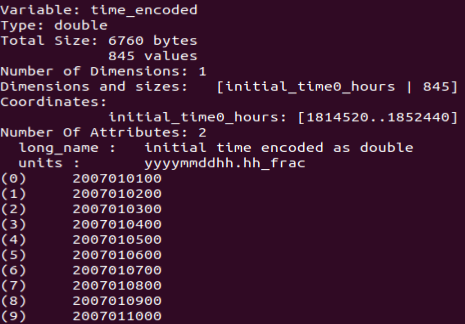 Variable: time_encoded
Type: double
Total Size: 6760 bytes
            845 values
Number of Dimensions: 1
Dimensions and sizes:   [initial_time0_hours | 845]
Coordinates:
            initial_time0_hours: [1814520..1852440]
Number Of Attributes: 2
  long_name :   initial time encoded as double
  units :       yyyymmddhh.hh_frac
(0)     2007010100
(1)     2007010200
(2)     2007010300
(3)     2007010400
(4)     2007010500
(5)     2007010600
(6)     2007010700
(7)     2007010800
(8)     2007010900
(9)     2007011000